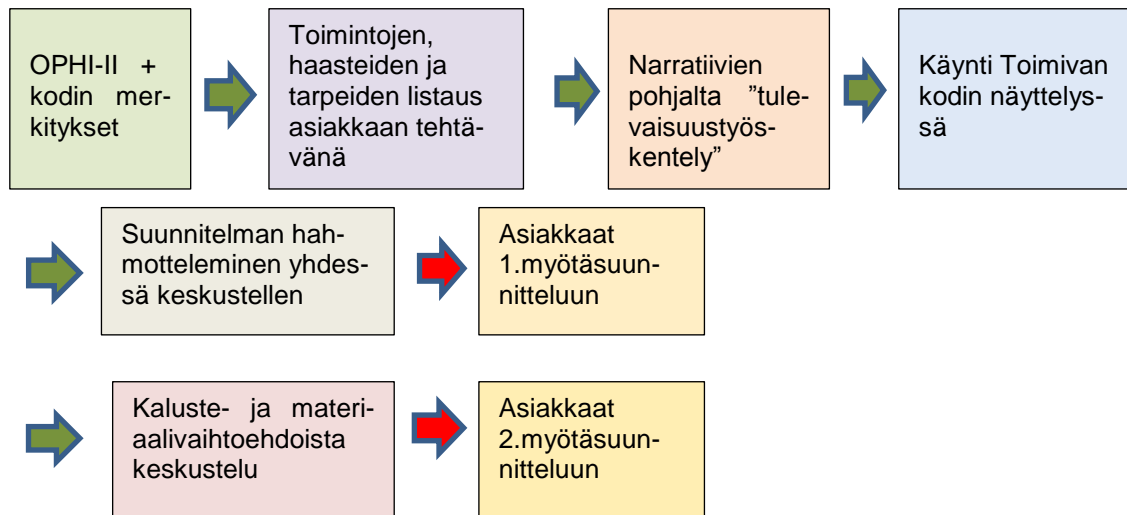 OPHI-II +
kodin mer-
kitykset
Toimintojen,
haasteiden ja
tarpeiden listaus
asiakkaan tehtä-
vänä
Narratiivien
pohjalta ”tule-
vaisuustyös-
kentely”
Käynti Toimivan
kodin näyttelys-
sä
Suunnitelman hah-
motteleminen yhdes-
sä keskustellen
Asiakkaat
1.myötäsuun-
nitteluun
Kaluste- ja materi-
aalivaihtoehdoista
keskustelu
Asiakkaat
2.myötäsuun-
nitteluun